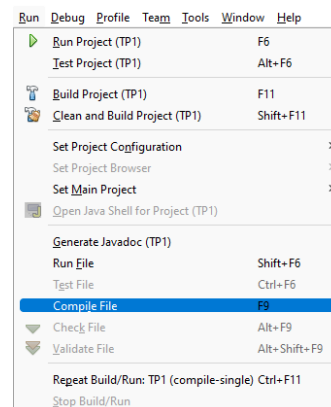 Run Debug Profile Team Tools Window Help
Run Project (TP1) F6
Test Project (TP1) Alt+F6
Build Project (TP1) F11
Clean and Build Project (TP1) Shift+F11
Set Project Configuration
Set Project Browser
Set Main Project
Open Java Shell for Project (TP1)
Generate Javadoc (TP1)
Run File Shift+F6
Test File Ctrl+F6
Compile File F9
Check File Alt+F9
Validate File Alt+Shift+F9
Repeat Build/Run: TP1 (compile-single) Ctrl+F11
Stop Build/Run